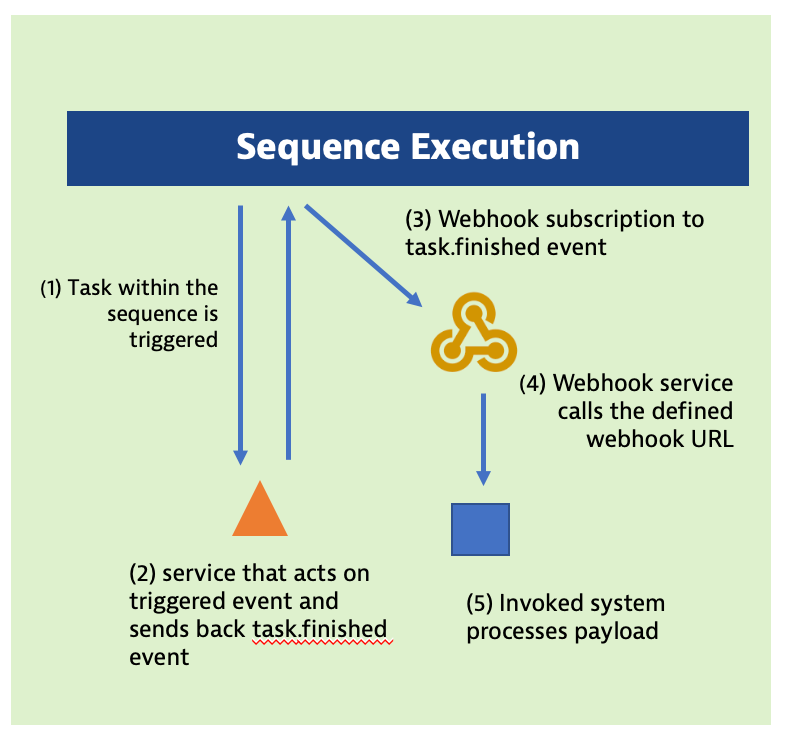 Sequence Execution
(1) Task within the
sequence is
triggered
(2) service that acts on
triggered event and
sends back task.finished
event
(3) Webhook subscription to
task.finished event
(4) Webhook service
calls the defined
webhook URL
(5) Invoked system
processes payload